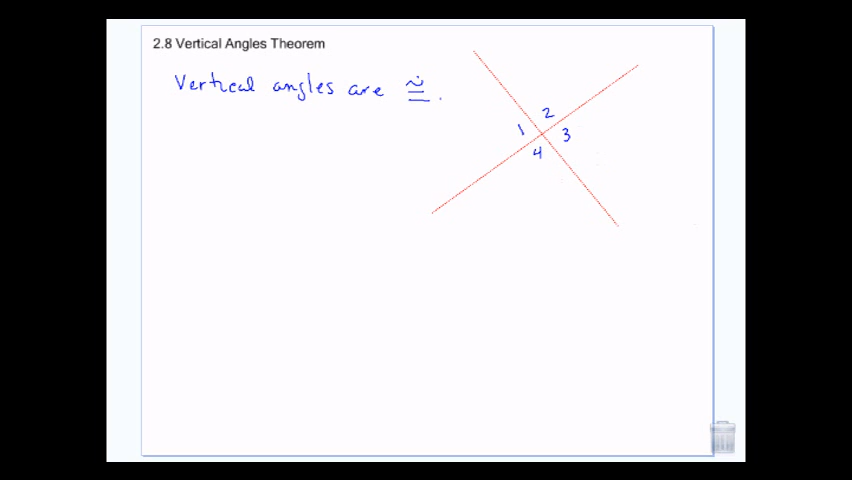 2.8 Vertical Angles Theorem
Vertical angles are ≅.
2
1 3
4